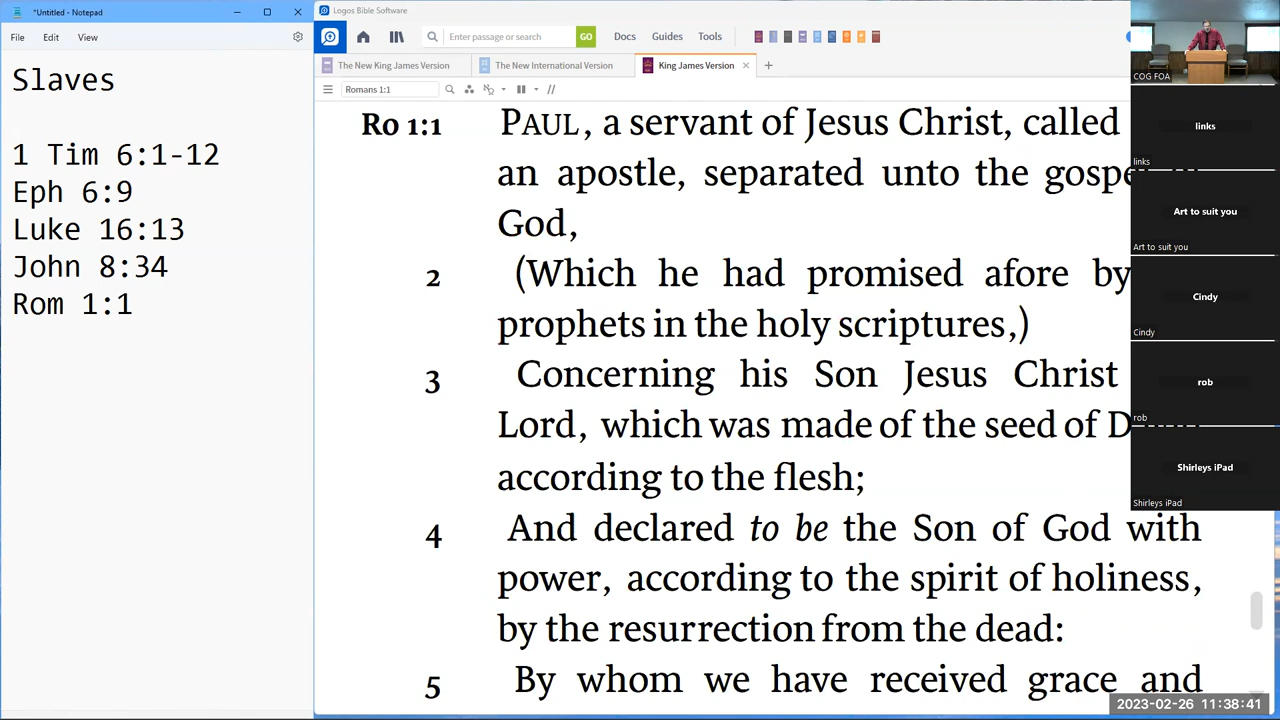 *Untitled - Notepad
File Edit View
Slaves
1 Tim 6:1-12
Eph 6:9
Luke 16:13
John 8:34
Rom 1:1
Logos Bible Software
Enter passage or search GO Docs Guides Tools
The New King James Version The New International Version King James Version
Romans 1:1
Ro 1:1 PAUL, a servant of Jesus Christ, called
an apostle, separated unto the gospe
God,
2 (Which he had promised afore by
prophets in the holy scriptures,)
3 Concerning his Son Jesus Christ
Lord, which was made of the seed of D
according to the flesh;
4 And declared to be the Son of God with
power, according to the spirit of holiness,
by the resurrection from the dead:
5 By whom we have received grace and
COG FOA
links
links
Art to suit you
Art to suit you
Cindy
Cindy
rob
rob
Shirleys iPad
Shirleys iPad
2023-02-26 11:38:41